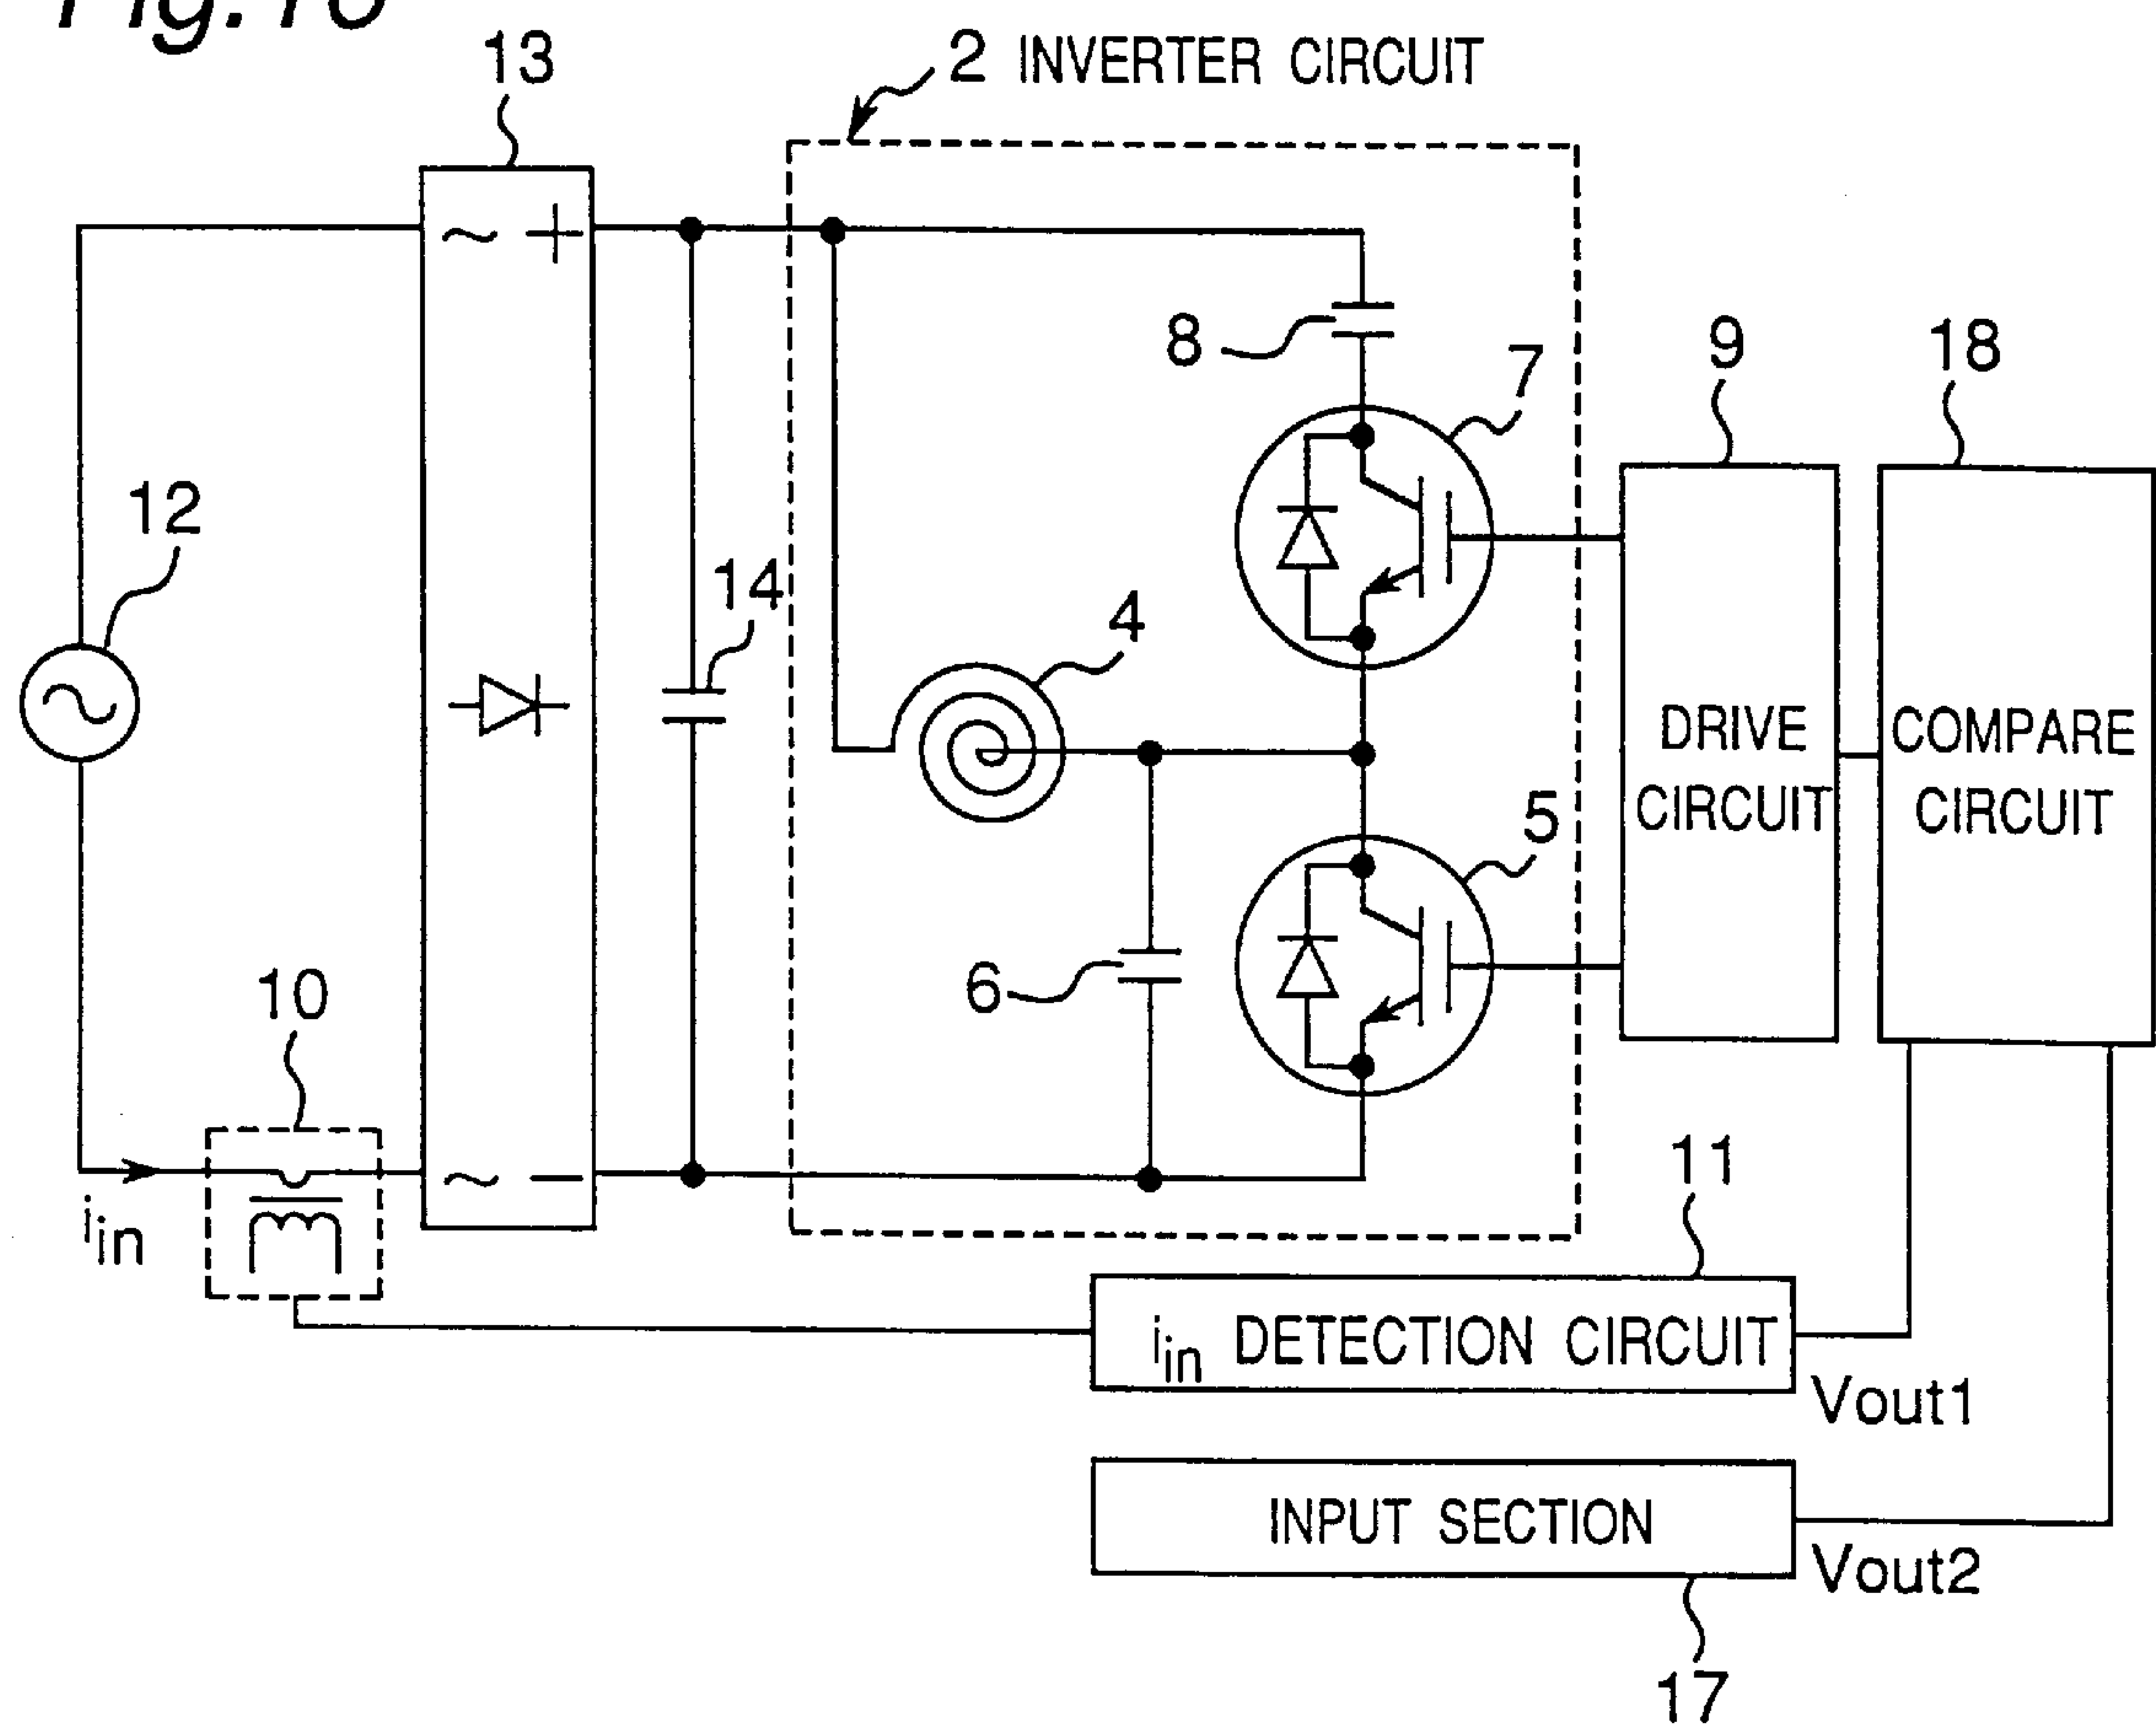 13
2 INVERTER CIRCUIT
~ +
8
7
9
18
12
14
4
DRIVE
CIRCUIT
COMPARE
CIRCUIT
5
6
10
iin
~ −
11
iin DETECTION CIRCUIT
Vout1
INPUT SECTION
Vout2
17